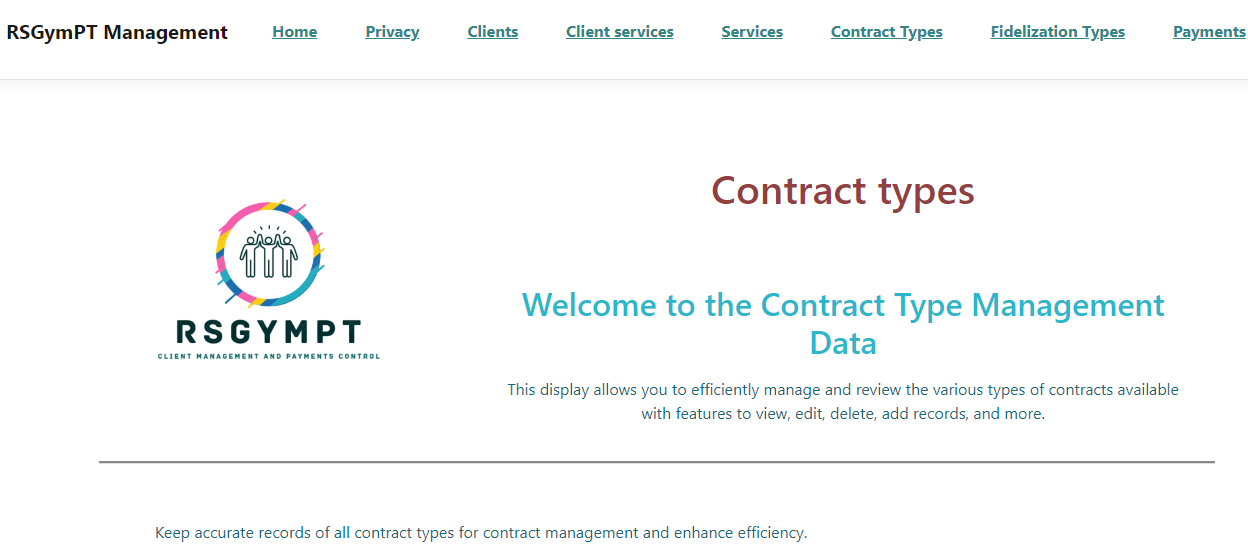 RSGymPT Management Home Privacy Clients Client services Services Contract Types Fidelization Types Payments
Contract types
RSGYMPT
CLIENT MANAGEMENT AND PAYMENTS CONTROL
Welcome to the Contract Type Management
Data
This display allows you to efficiently manage and review the various types of contracts available
with features to view, edit, delete, add records, and more.
Keep accurate records of all contract types for contract management and enhance efficiency.